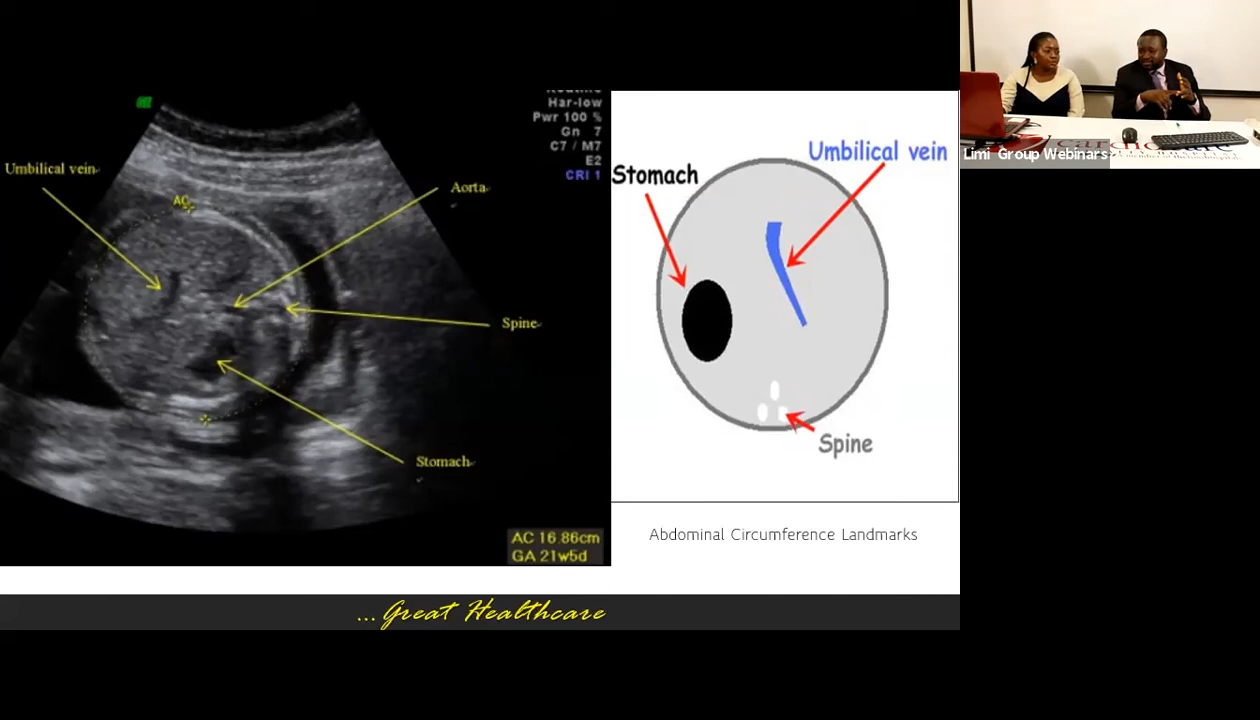 Har-low
Pwr 100 %
Gn 7
C7 / M7
E2
CRI 1
Umbilical vein
Aorta
AC
Spine
Stomach
AC 16.86cm
GA 21w5d
Umbilical vein
Stomach
Spine
Abdominal Circumference Landmarks
... Great Healthcare
Limi Group Webinars